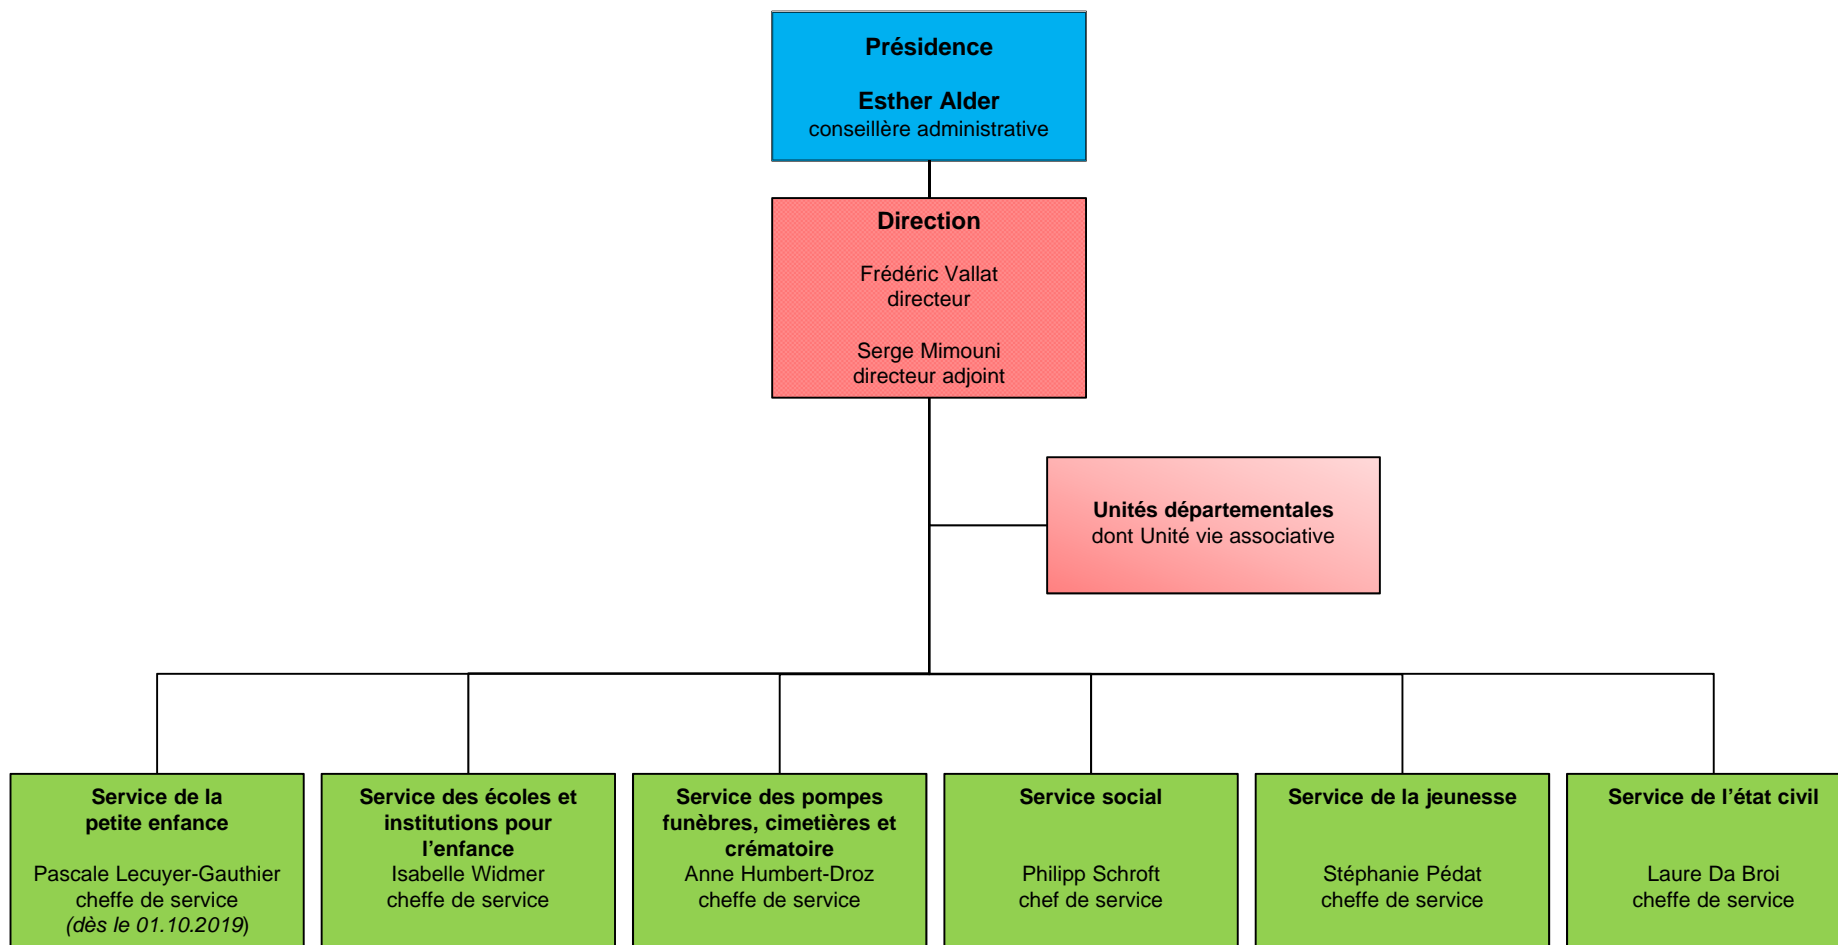 Présidence
Esther Alder
conseillère administrative
Direction
Frédéric Vallat
directeur
Serge Mimouni
directeur adjoint
Unités départementales
dont Unité vie associative
Service de la
petite enfance
Pascale Lecuyer-Gauthier
cheffe de service
(dès le 01.10.2019)
Service des écoles et
institutions pour
l'enfance
Isabelle Widmer
cheffe de service
Service des pompes
funèbres, cimetières et
crématoire
Anne Humbert-Droz
cheffe de service
Service social
Philipp Schroft
chef de service
Service de la jeunesse
Stéphanie Pédat
cheffe de service
Service de l’état civil
Laure Da Broi
cheffe de service